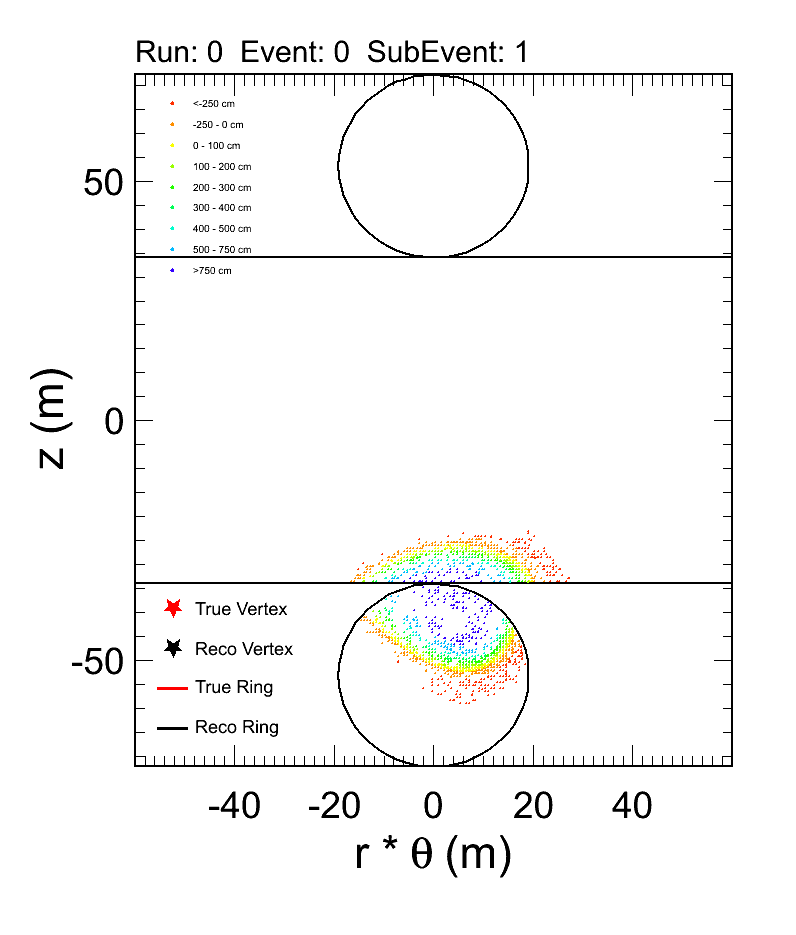 Run: 0 Event: 0 SubEvent: 1
<-250 cm
-250 - 0 cm
0 - 100 cm
100 - 200 cm
200 - 300 cm
300 - 400 cm
400 - 500 cm
500 - 750 cm
>750 cm
50
0
-50
z (m)
True Vertex
Reco Vertex
True Ring
Reco Ring
-40 -20 0 20 40
r * θ (m)